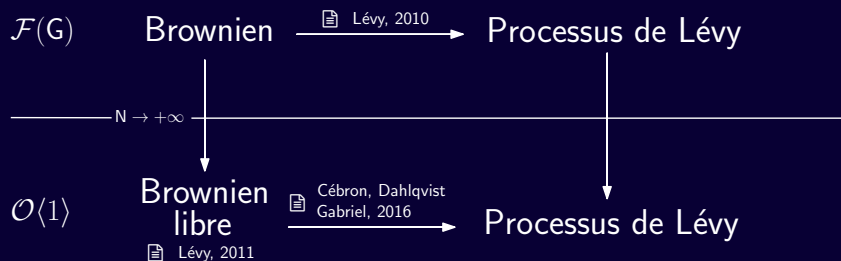 𝓕(G) Brownien Lévy, 2010 Processus de Lévy
N → +∞
𝒪⟨1⟩ Brownien libre Cébron, Dahlqvist Gabriel, 2016 Processus de Lévy
Lévy, 2011